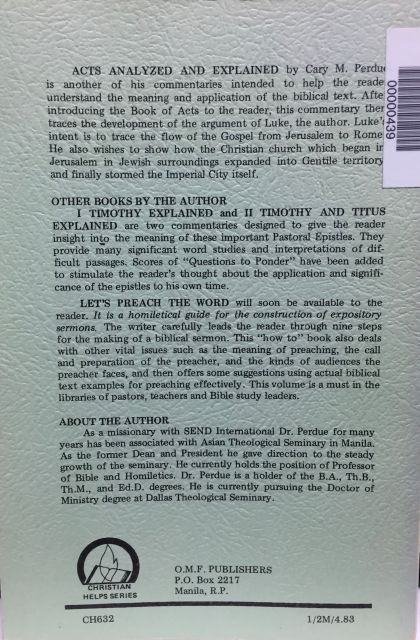 ACTS ANALYZED AND EXPLAINED by Cary M. Perdue
is another of his commentaries intended to help the reade
understand the meaning and application of the biblical text. Afte
introducing the Book of Acts to the reader, this commentary then
traces the development of the argument of Luke, the author. Luke's
intent is to trace the flow of the Gospel from Jerusalem to Rome.
He also wishes to show how the Christian church which began in
Jerusalem in Jewish surroundings expanded into Gentile territory
and finally stormed the Imperial City itself.
00000439
OTHER BOOKS BY THE AUTHOR
I TIMOTHY EXPLAINED and II TIMOTHY AND TITUS
EXPLAINED are two commentaries designed to give the reader
insight into the meaning of these important Pastoral Epistles. They
provide many significant word studies and interpretations of dif-
ficult passages. Scores of "Questions to Ponder" have been added
to stimulate the reader's thought about the application and signifi-
cance of the epistles to his own time.
LET'S PREACH THE WORD will soon be available to the
reader. It is a homiletical guide for the construction of expository
sermons. The writer carefully leads the reader through nine steps
for the making of a biblical sermon. This "how to" book also deals
with other vital issues such as the meaning of preaching, the call
and preparation of the preacher, and the kinds of audiences the
preacher faces, and then offers some suggestions using actual biblical
text examples for preaching effectively. This volume is a must in the
libraries of pastors, teachers and Bible study leaders.
ABOUT THE AUTHOR
As a missionary with SEND International Dr. Perdue for many
years has been associated with Asian Theological Seminary in Manila.
As the former Dean and President he gave direction to the steady
growth of the seminary. He currently holds the position of Professor
of Bible and Homiletics. Dr. Perdue is a holder of the B.A., Th.B.,
Th.M., and Ed.D. degrees. He is currently pursuing the Doctor of
Ministry degree at Dallas Theological Seminary.
CHRISTIAN
HELPS SERIES
O.M.F. PUBLISHERS
P.O. Box 2217
Manila, R.P.
CH632
1/2M/4.83